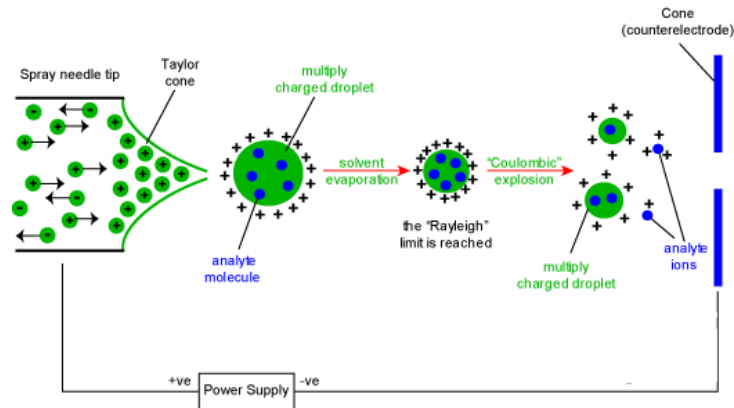 Cone
(counterelectrode)
Spray needle tip
Taylor
cone
multiply
charged droplet
solvent
evaporation
"Coulombic"
explosion
the "Rayleigh"
limit is reached
analyte
molecule
multiply
charged droplet
analyte
ions
+ve
Power Supply
-ve